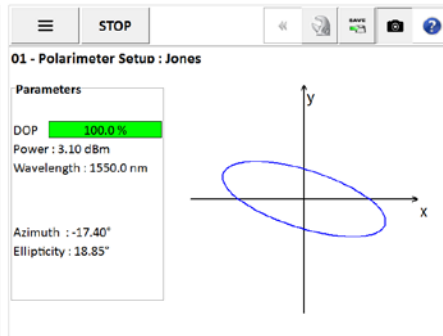 STOP
SAVE
01 - Polarimeter Setup : Jones
Parameters
DOP 100.0 %
Power : 3.10 dBm
Wavelength : 1550.0 nm
Azimuth : -17.40°
Ellipticity : 18.85°
y
x
?